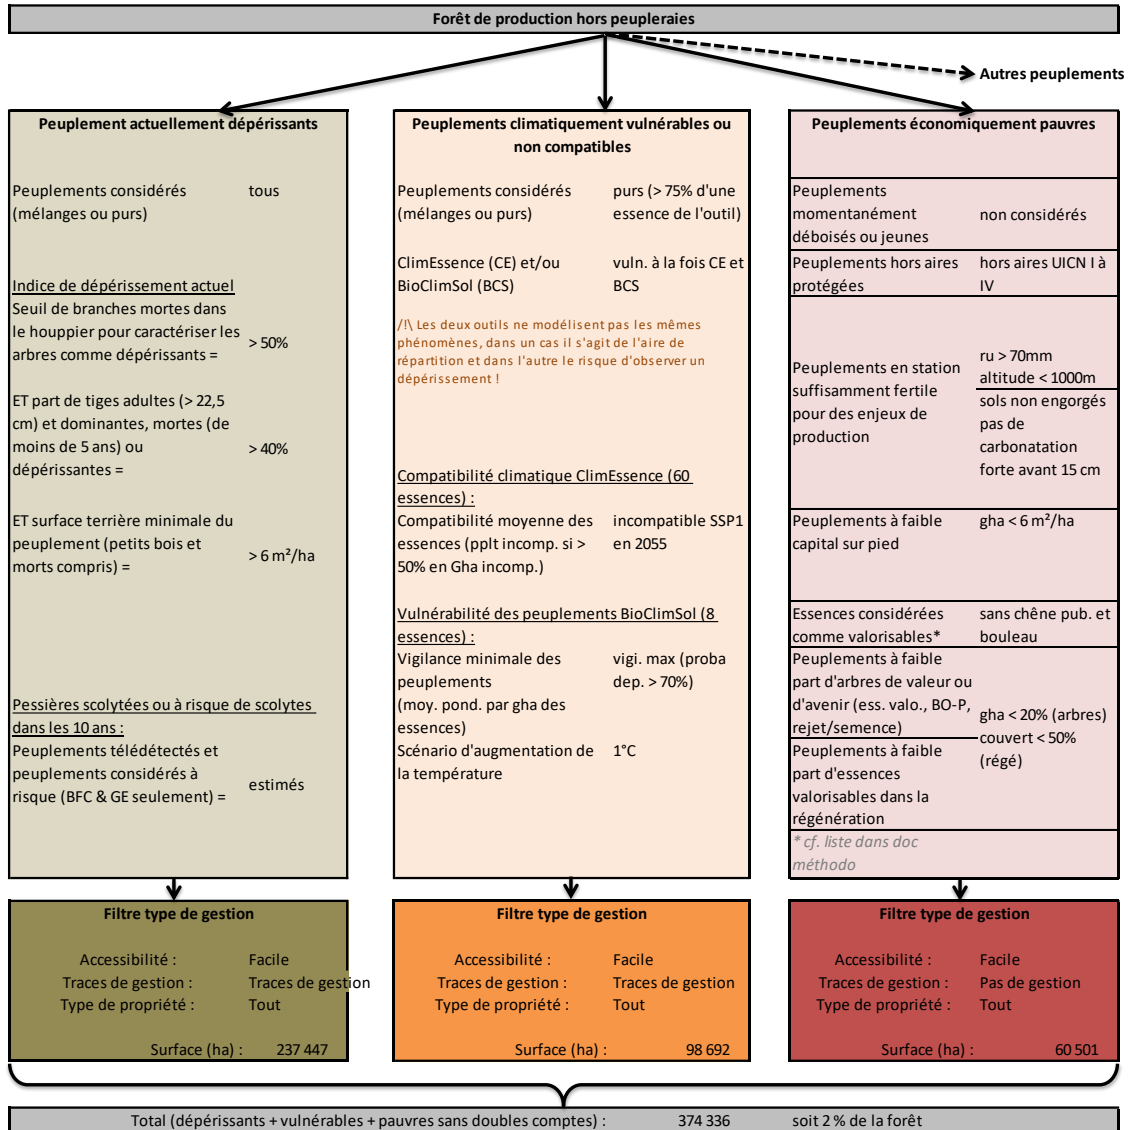 Forêt de production hors peupleraies
Autres peuplements
Peuplement actuellement dépérissants
Peuplements considérés
(mélanges ou purs)
tous
Indice de dépérissement actuel
Seuil de branches mortes dans
le houppier pour caractériser les
arbres comme dépérissants =
> 50%
ET part de tiges adultes (> 22,5
cm) et dominantes, mortes (de
moins de 5 ans) ou
dépérissantes =
> 40%
ET surface terrière minimale du
peuplement (petits bois et
morts compris) =
> 6 m²/ha
Pessières scolytées ou à risque de scolytes
dans les 10 ans :
Peuplements télédétectés et
peuplements considérés à
risque (BFC & GE seulement) =
estimés
Filtre type de gestion
Accessibilité : Facile
Traces de gestion : Traces de gestion
Type de propriété : Tout
Surface (ha) : 237 447
Peuplements climatiquement vulnérables ou
non compatibles
Peuplements considérés
(mélanges ou purs)
purs (> 75% d'une
essence de l'outil)
ClimEssence (CE) et/ou
BioClimSol (BCS)
vuln. à la fois CE et
BCS
/!\ Les deux outils ne modélisent pas les mêmes
phénomènes, dans un cas il s'agit de l'aire de
répartition et dans l'autre le risque d'observer un
dépérissement !
Compatibilité climatique ClimEssence (60
essences) :
Compatibilité moyenne des
essences (pplt incomp. si >
50% en Gha incomp.)
incompatible SSP1
en 2055
Vulnérabilité des peuplements BioClimSol (8
essences) :
Vigilance minimale des
peuplements
(moy. pond. par gha des
essences)
vigi. max (proba
dep. > 70%)
Scénario d'augmentation de
la température
1°C
Filtre type de gestion
Accessibilité : Facile
Traces de gestion : Traces de gestion
Type de propriété : Tout
Surface (ha) : 98 692
Peuplements économiquement pauvres
Peuplements
momentanément
déboisés ou jeunes
non considérés
Peuplements hors aires
protégées
hors aires UICN I à
IV
Peuplements en station
suffisamment fertile
pour des enjeux de
production
ru > 70mm
altitude < 1000m
sols non engorgés
pas de
carbonatation
forte avant 15 cm
Peuplements à faible
capital sur pied
gha < 6 m²/ha
Essences considérées
comme valorisables*
sans chêne pub. et
bouleau
Peuplements à faible
part d'arbres de valeur ou
d'avenir (ess. valo., BO-P,
rejet/semence)
Peuplements à faible
part d'essences
valorisables dans la
régénération
gha < 20% (arbres)
couvert < 50%
(régé)
* cf. liste dans doc
méthodo
Filtre type de gestion
Accessibilité : Facile
Traces de gestion : Pas de gestion
Type de propriété : Tout
Surface (ha) : 60 501
Total (dépérissants + vulnérables + pauvres sans doubles comptes) : 374 336 soit 2 % de la forêt